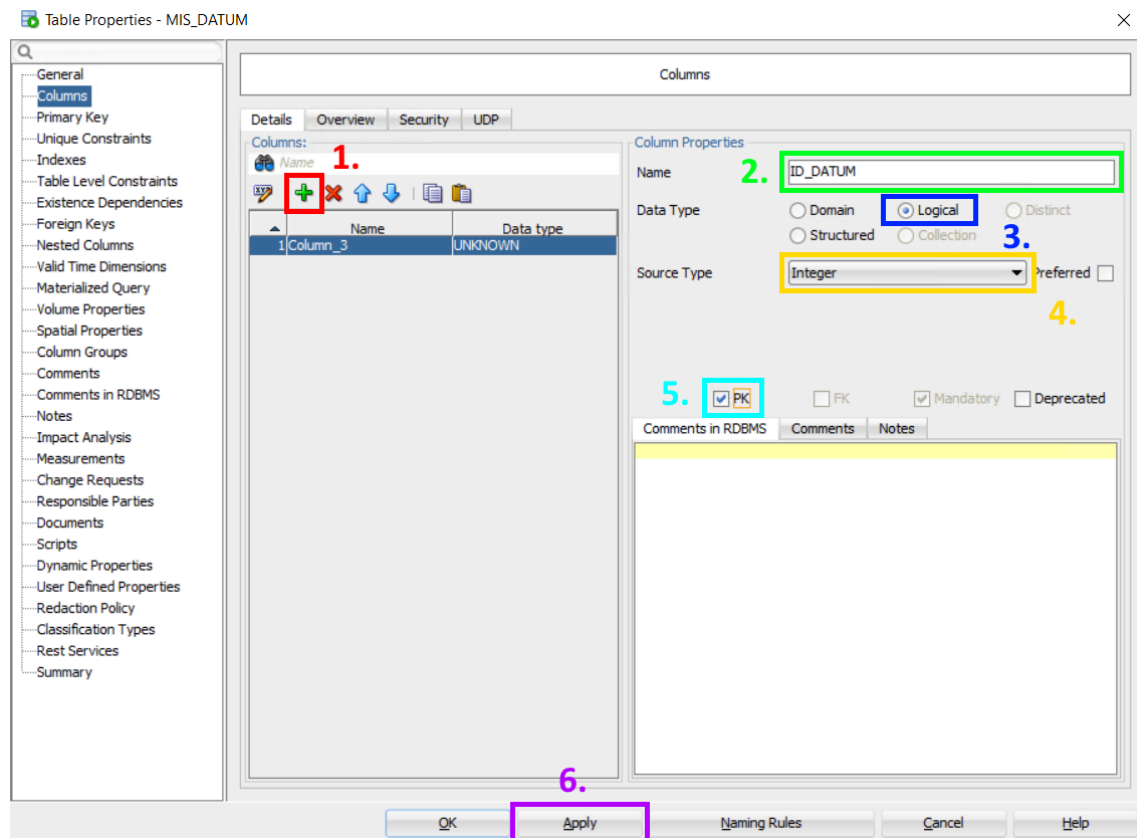 Table Properties - MIS_DATUM
General
Columns
Primary Key
Unique Constraints
Indexes
Table Level Constraints
Existence Dependencies
Foreign Keys
Nested Columns
Valid Time Dimensions
Materialized Query
Volume Properties
Spatial Properties
Column Groups
Comments
Comments in RDBMS
Notes
Impact Analysis
Measurements
Change Requests
Responsible Parties
Documents
Scripts
Dynamic Properties
User Defined Properties
Redaction Policy
Classification Types
Rest Services
Summary
Columns
Details Overview Security UDP
Columns:
Name 1.
XYZ
Name Data type
1 Column_3 UNKNOWN
Column Properties
Name 2. ID_DATUM
Data Type Domain Logical Distinct
Structured Collection 3.
Source Type Integer Preferred
4.
5. PK FK Mandatory Deprecated
Comments in RDBMS Comments Notes
6.
OK Apply Naming Rules Cancel Help